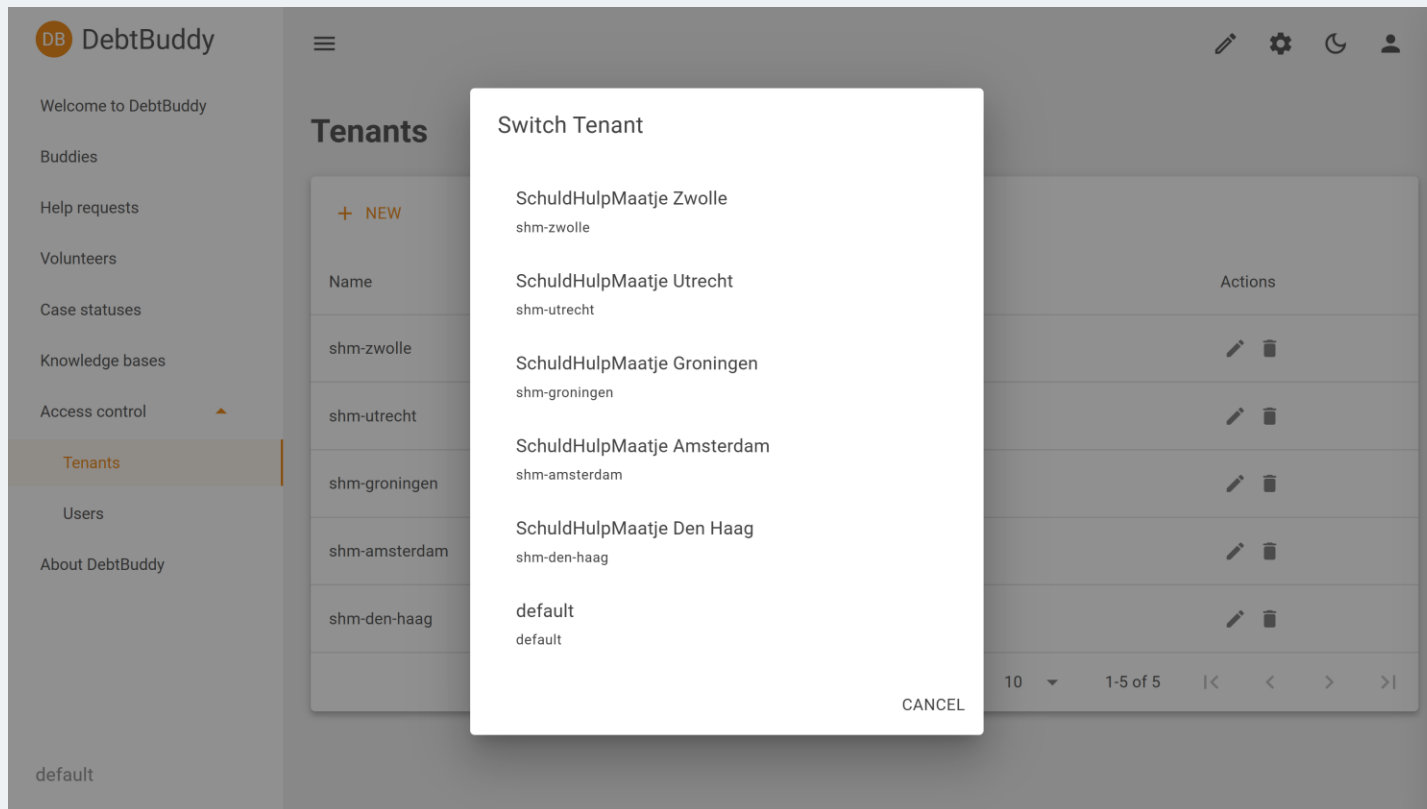 DB DebtBuddy
Welcome to DebtBuddy
Buddies
Help requests
Volunteers
Case statuses
Knowledge bases
Access control
Tenants
Users
About DebtBuddy
default
Tenants
+ NEW
Name
Actions
shm-zwolle
shm-utrecht
shm-groningen
shm-amsterdam
shm-den-haag
10
1-5 of 5
Switch Tenant
SchuldHulpMaatje Zwolle
shm-zwolle
SchuldHulpMaatje Utrecht
shm-utrecht
SchuldHulpMaatje Groningen
shm-groningen
SchuldHulpMaatje Amsterdam
shm-amsterdam
SchuldHulpMaatje Den Haag
shm-den-haag
default
default
CANCEL